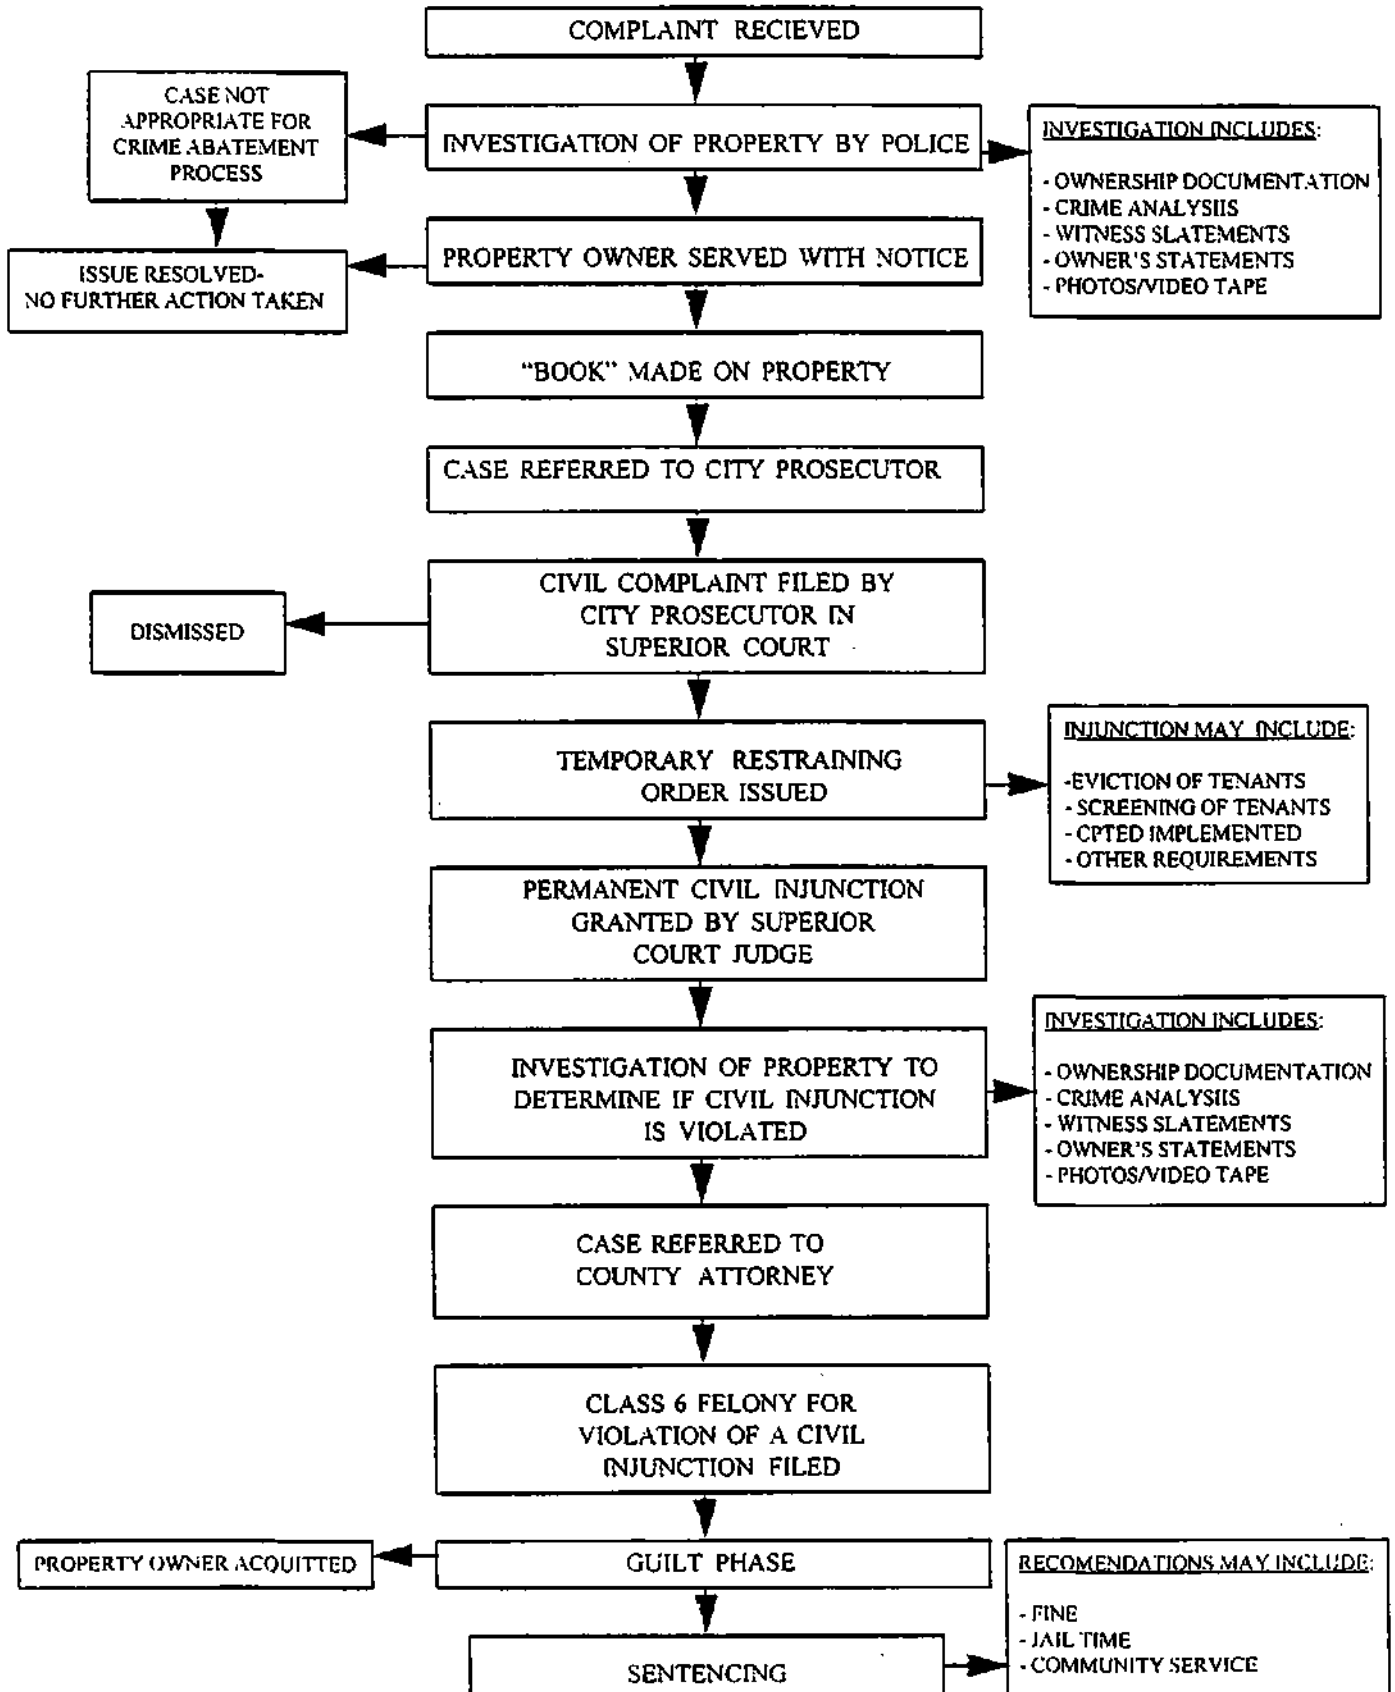 COMPLAINT RECIEVED
CASE NOT
APPROPRIATE FOR
CRIME ABATEMENT
PROCESS
INVESTIGATION OF PROPERTY BY POLICE
INVESTIGATION INCLUDES:
- OWNERSHIP DOCUMENTATION
- CRIME ANALYSIIS
- WITNESS SLATEMENTS
- OWNER'S STATEMENTS
- PHOTOS/VIDEO TAPE
PROPERTY OWNER SERVED WITH NOTICE
ISSUE RESOLVED-
NO FURTHER ACTION TAKEN
"BOOK" MADE ON PROPERTY
CASE REFERRED TO CITY PROSECUTOR
CIVIL COMPLAINT FILED BY
CITY PROSECUTOR IN
SUPERIOR COURT
DISMISSED
TEMPORARY RESTRAINING
ORDER ISSUED
INJUNCTION MAY INCLUDE:
-EVICTION OF TENANTS
- SCREENING OF TENANTS
- CPTED IMPLEMENTED
- OTHER REQUIREMENTS
PERMANENT CIVIL INJUNCTION
GRANTED BY SUPERIOR
COURT JUDGE
INVESTIGATION OF PROPERTY TO
DETERMINE IF CIVIL INJUNCTION
IS VIOLATED
INVESTIGATION INCLUDES:
- OWNERSHIP DOCUMENTATION
- CRIME ANALYSIIS
- WITNESS SLATEMENTS
- OWNER'S STATEMENTS
- PHOTOS/VIDEO TAPE
CASE REFERRED TO
COUNTY ATTORNEY
CLASS 6 FELONY FOR
VIOLATION OF A CIVIL
INJUNCTION FILED
PROPERTY OWNER ACQUITTED
GUILT PHASE
RECOMENDATIONS MAY INCLUDE:
- FINE
- JAIL TIME
- COMMUNITY SERVICE
SENTENCING